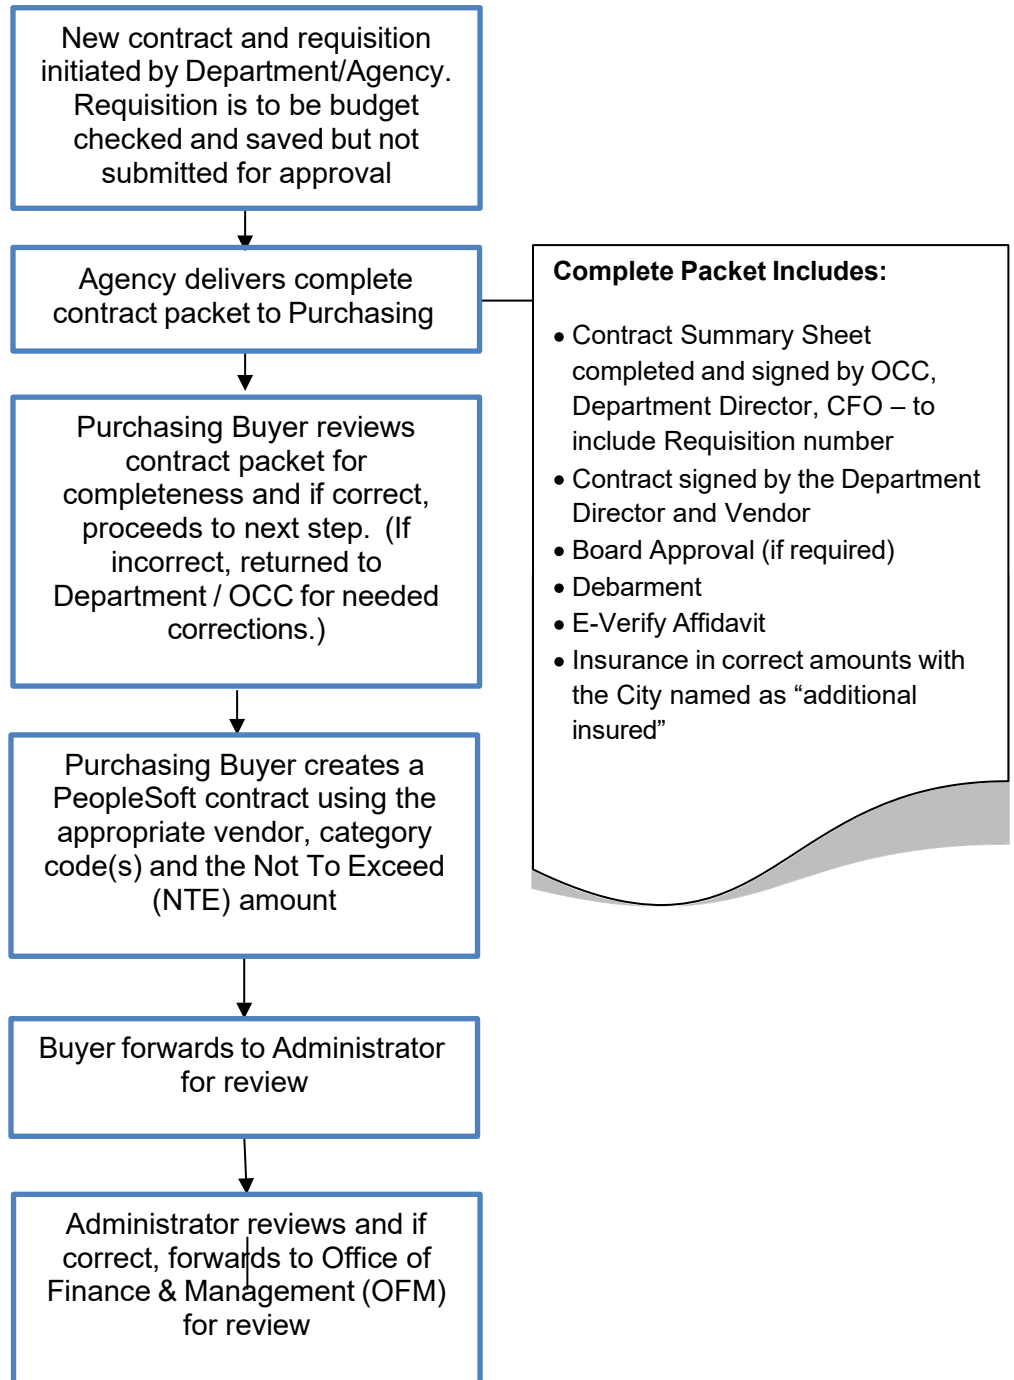 New contract and requisition
initiated by Department/Agency.
Requisition is to be budget
checked and saved but not
submitted for approval
Agency delivers complete
contract packet to Purchasing
Complete Packet Includes:
• Contract Summary Sheet
completed and signed by OCC,
Department Director, CFO – to
include Requisition number
• Contract signed by the Department
Director and Vendor
• Board Approval (if required)
• Debarment
• E-Verify Affidavit
• Insurance in correct amounts with
the City named as “additional
insured”
Purchasing Buyer reviews
contract packet for
completeness and if correct,
proceeds to next step. (If
incorrect, returned to
Department / OCC for needed
corrections.)
Purchasing Buyer creates a
PeopleSoft contract using the
appropriate vendor, category
code(s) and the Not To Exceed
(NTE) amount
Buyer forwards to Administrator
for review
Administrator reviews and if
correct, forwards to Office of
Finance & Management (OFM)
for review